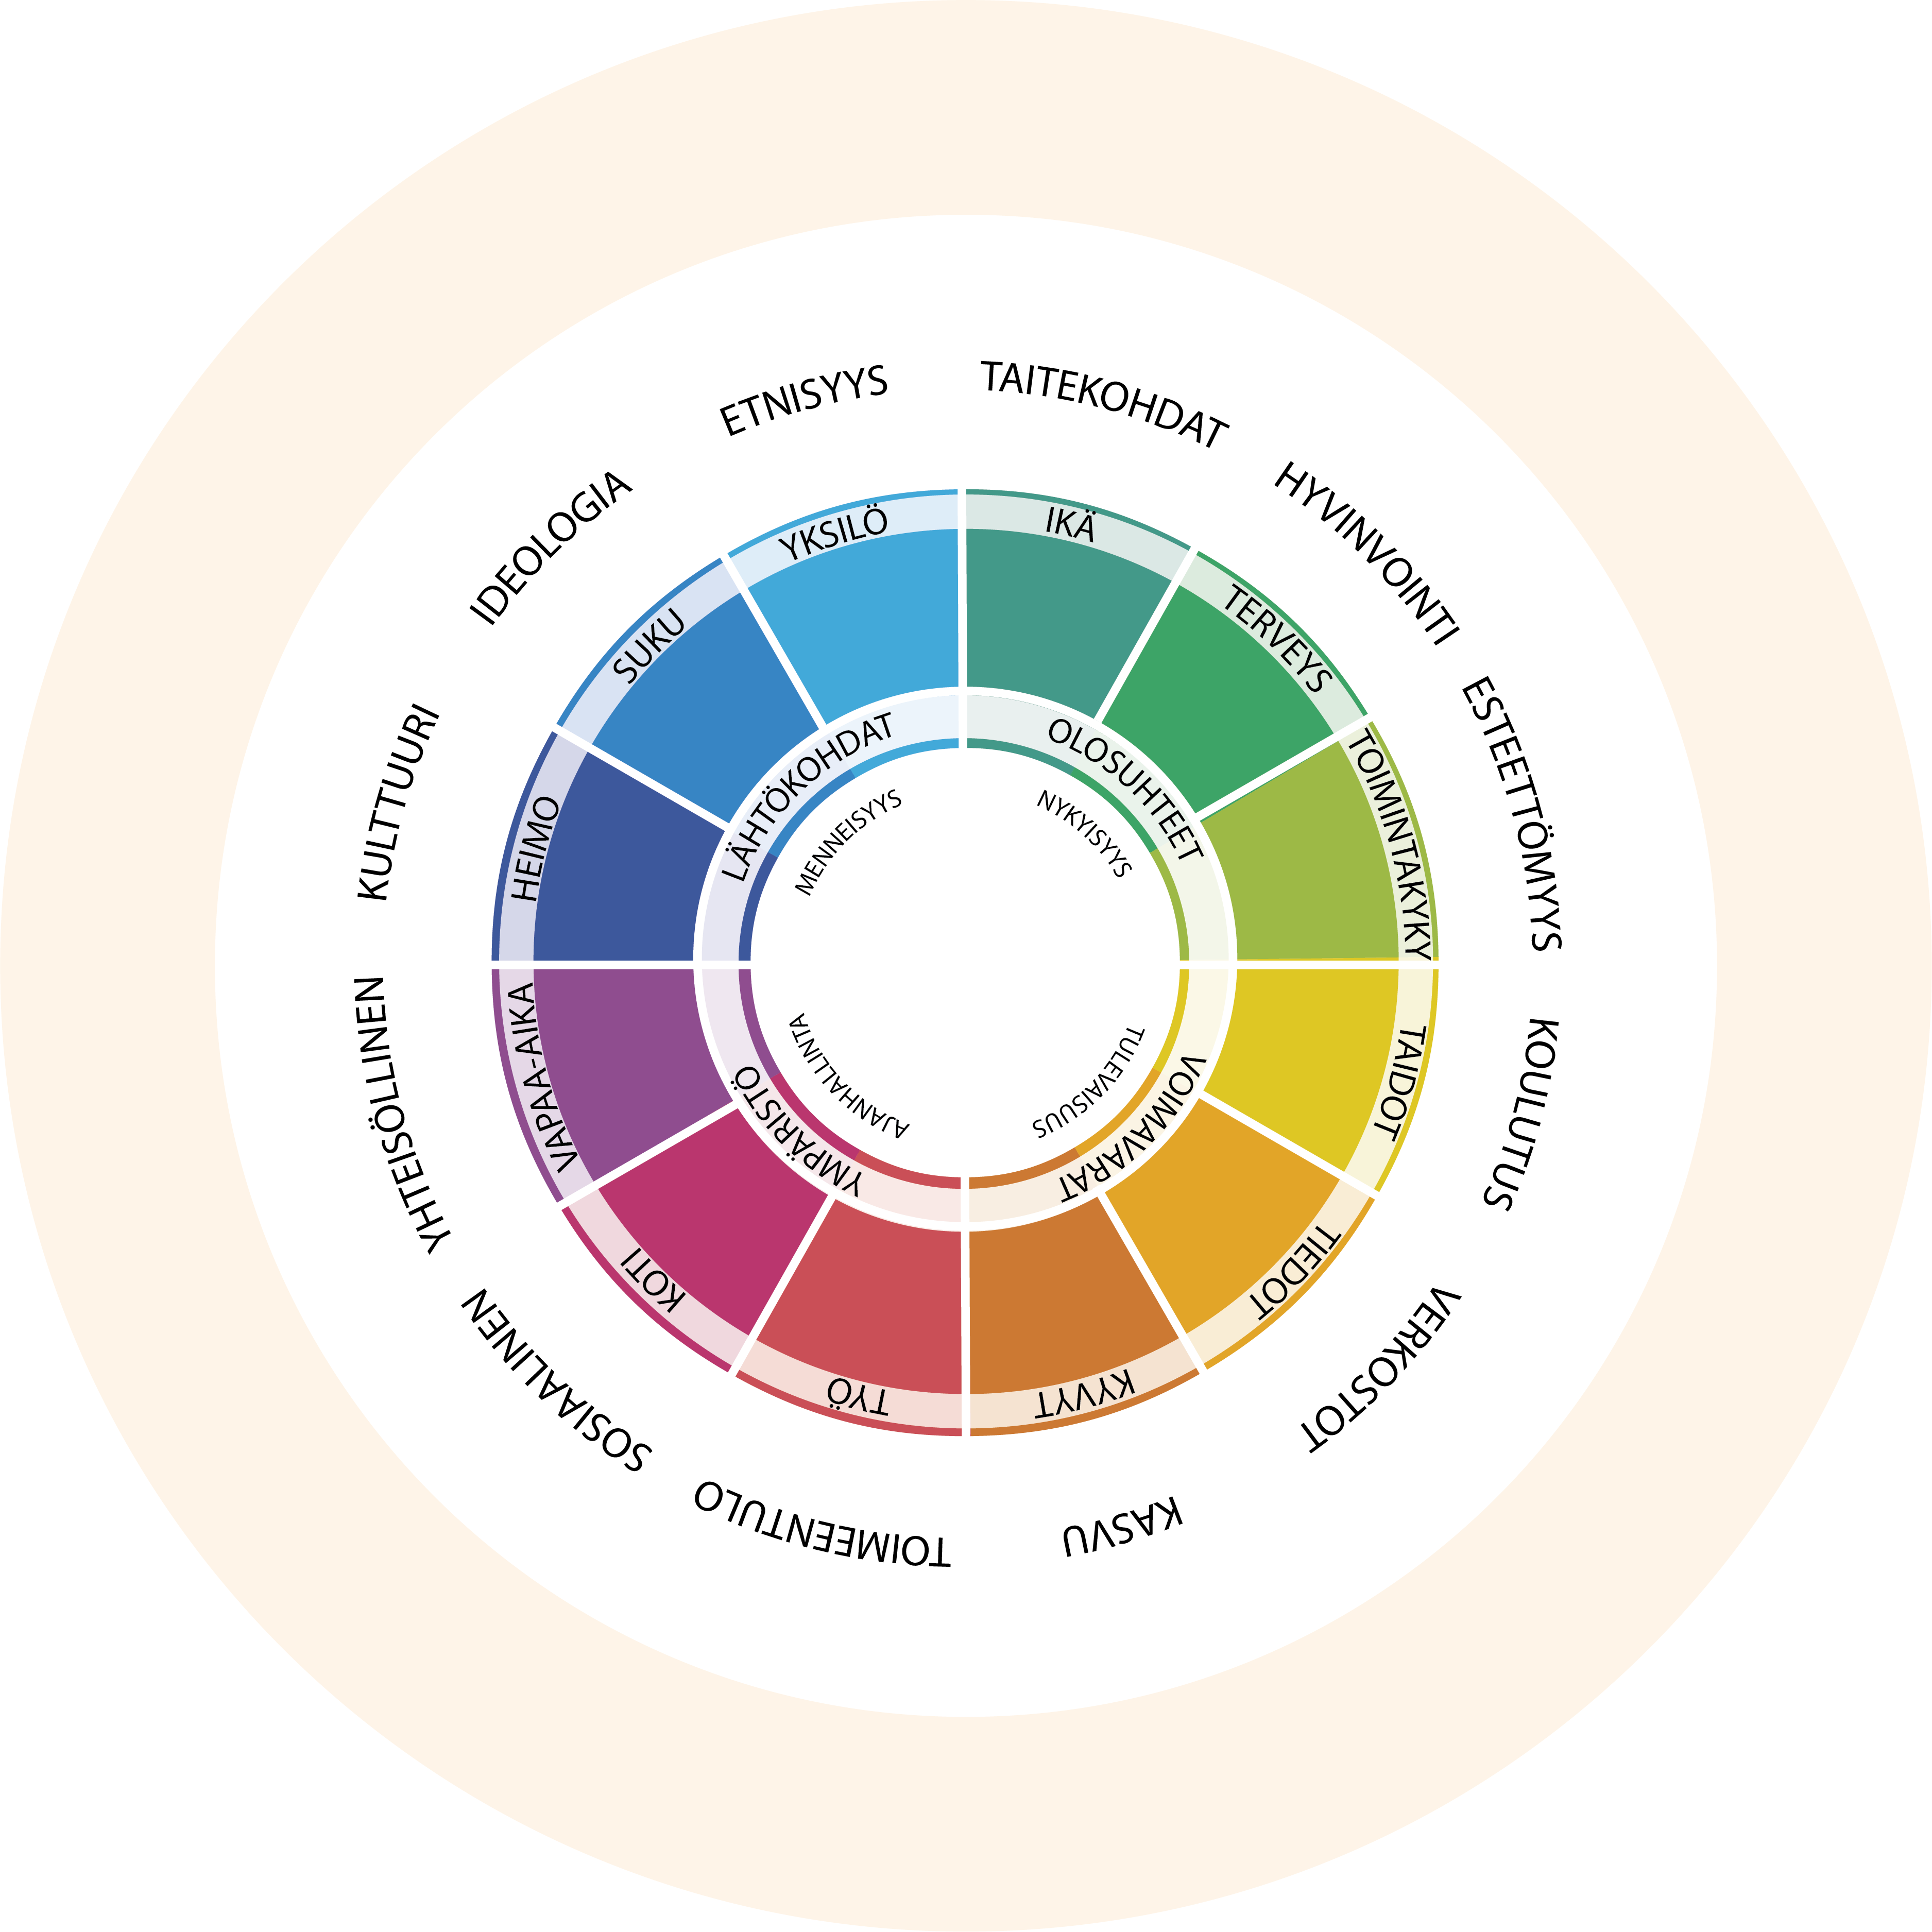 TAITEKOHDAT
HYVINVOINTI
ESTEETTÖMYYS
KOULUTUS
VERKOSTOT
KASVU
TOIMEENTULO
SOSIAALINEN
YHTEISÖLLINEN
KULTTUURI
IDEOLOGIA
ETNISYYS
IKÄ
TERVEYS
TOIMINTAKYKY
TAIDOT
TIEDOT
KYVYT
TYÖ
KOTI
VAPAA-AIKA
HEIMO
SUKU
YKSILÖ
OLOSUHTEET
VOIMAVARAT
YMPÄRISTÖ
LÄHTÖKOHDAT
NYKYISYYS
TULEVAISUUS
AJANHALLINTA
MENNEISYYS